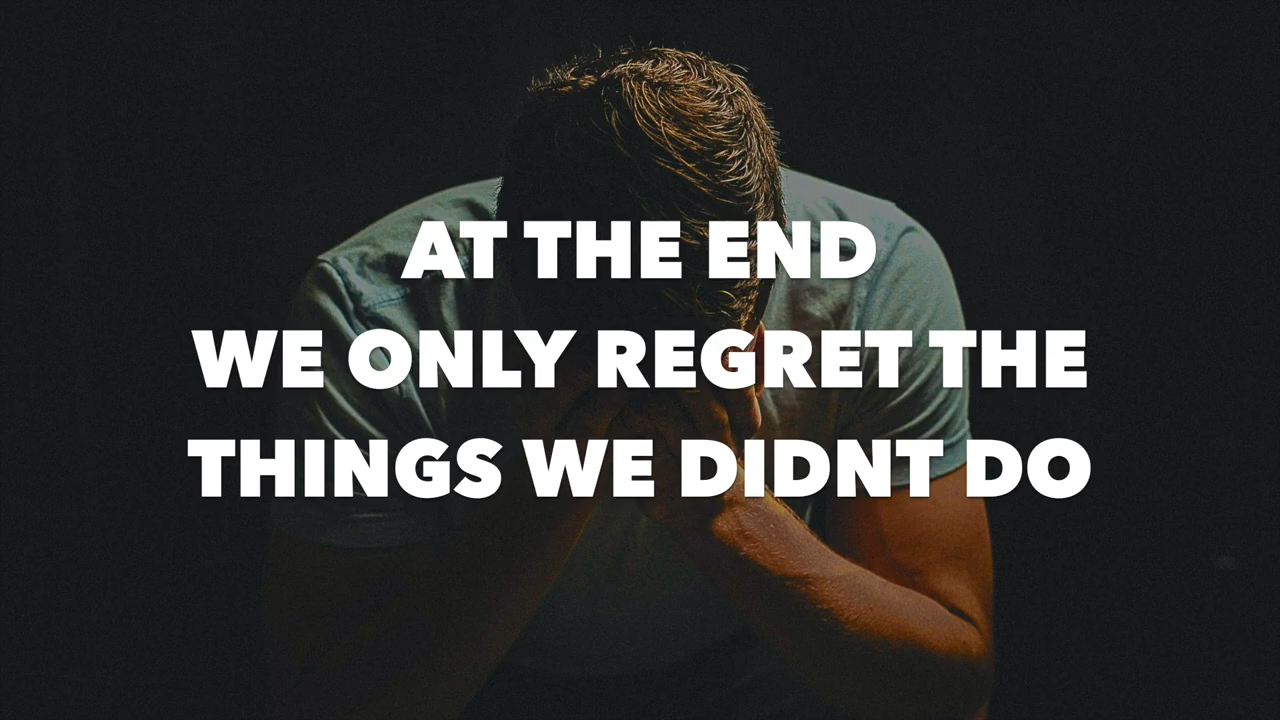 AT THE END
WE ONLY REGRET THE
THINGS WE DIDNT DO